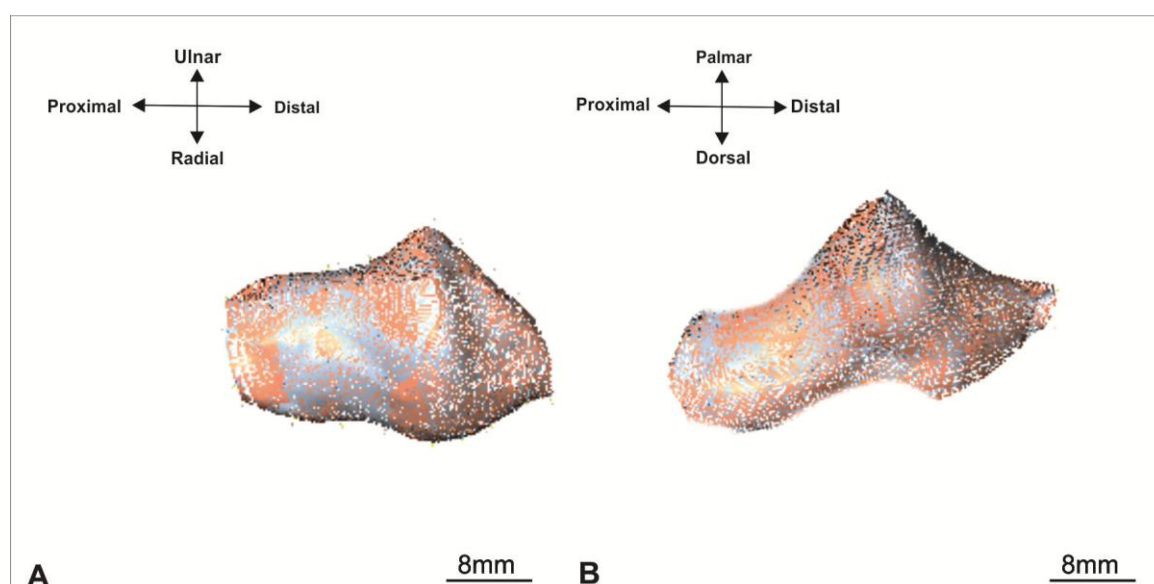 Ulnar
Proximal Distal
Radial
A
8mm
Palmar
Proximal Distal
Dorsal
B
8mm